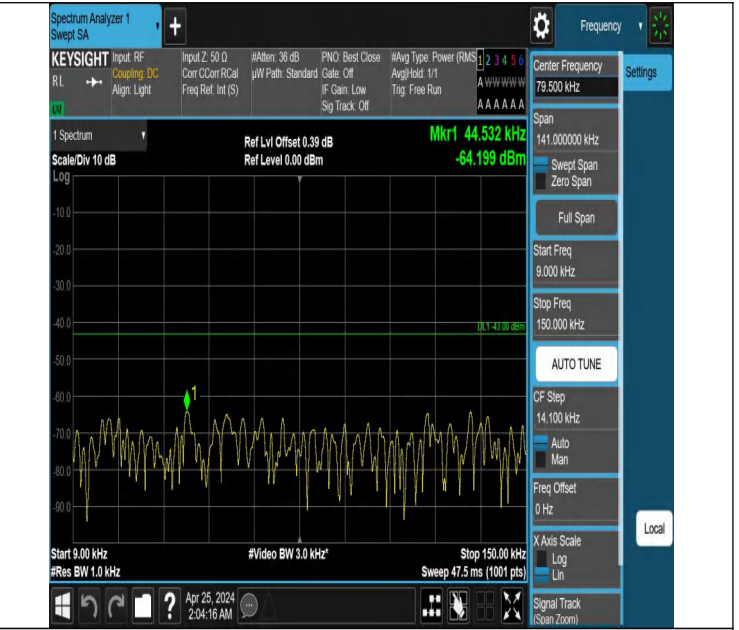 Spectrum Analyzer 1
Swept SA
+
Frequency
KEYSIGHT
RL
Input: RF
Coupling: DC
Align: Light
Input Z: 50 Ω
Corr CCorr RCal
Freq Ref: Int (S)
#Atten: 36 dB
µW Path: Standard
PNO: Best Close
Gate: Off
IF Gain: Low
Sig Track: Off
#Avg Type: Power (RMS
Avg|Hold: 1/1
Trig: Free Run
1 2 3 4 5 6
A W W W W W
A A A A A A
Center Frequency
79.500 kHz
Settings
1 Spectrum
Scale/Div 10 dB
Ref Lvl Offset 0.39 dB
Ref Level 0.00 dBm
Mkr1 44.532 kHz
-64.199 dBm
Log
-10.0
-20.0
-30.0
-40.0
-50.0
-60.0
-70.0
-80.0
-90.0
DL1 -43.00 dBm
1
Span
141.000000 kHz
Swept Span
Zero Span
Full Span
Start Freq
9.000 kHz
Stop Freq
150.000 kHz
AUTO TUNE
CF Step
14.100 kHz
Auto
Man
Freq Offset
0 Hz
X Axis Scale
Log
Lin
Signal Track
(Span Zoom)
Local
Start 9.00 kHz
#Res BW 1.0 kHz
#Video BW 3.0 kHz*
Stop 150.00 kHz
Sweep 47.5 ms (1001 pts)
?
Apr 25, 2024
2:04:16 AM